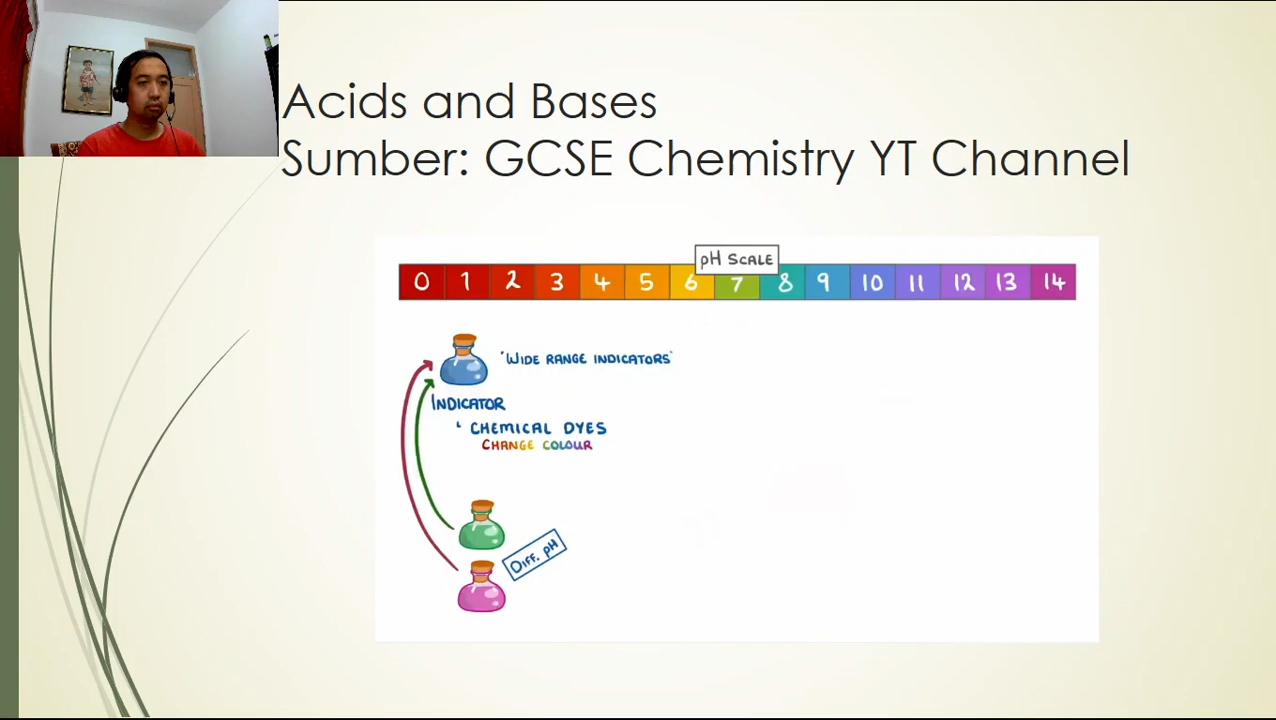 Acids and Bases
Sumber: GCSE Chemistry YT Channel
pH SCALE
0 1 2 3 4 5 6 7 8 9 10 11 12 13 14
'WIDE RANGE INDICATORS'
INDICATOR
CHEMICAL DYES
CHANGE COLOUR
DIFF. pH